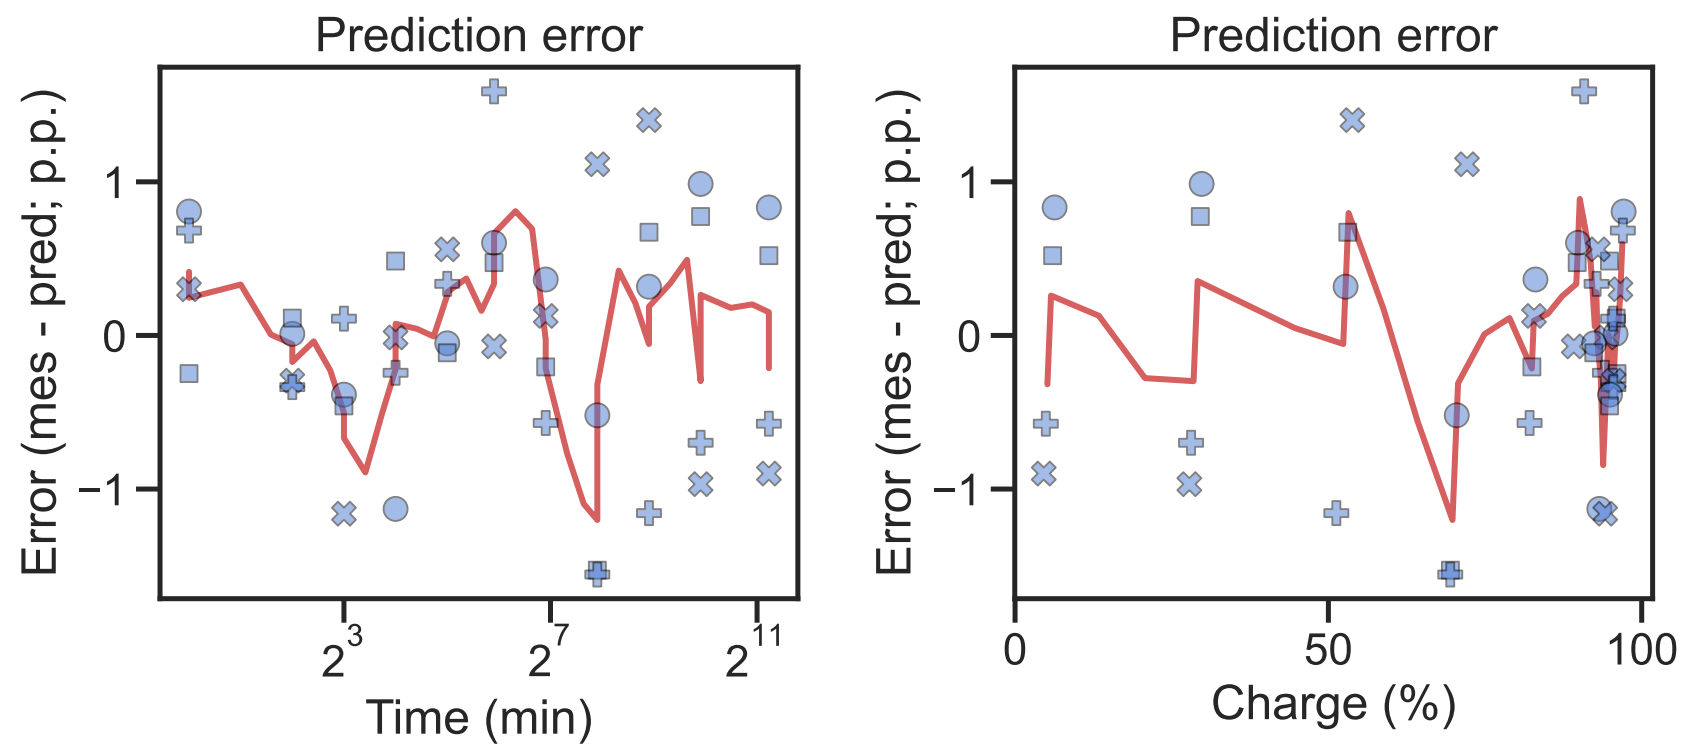 Prediction error
Error (mes - pred; p.p.)
1
0
−1
2^3
2^7
2^11
Time (min)
Prediction error
Error (mes - pred; p.p.)
1
0
−1
0
50
100
Charge (%)